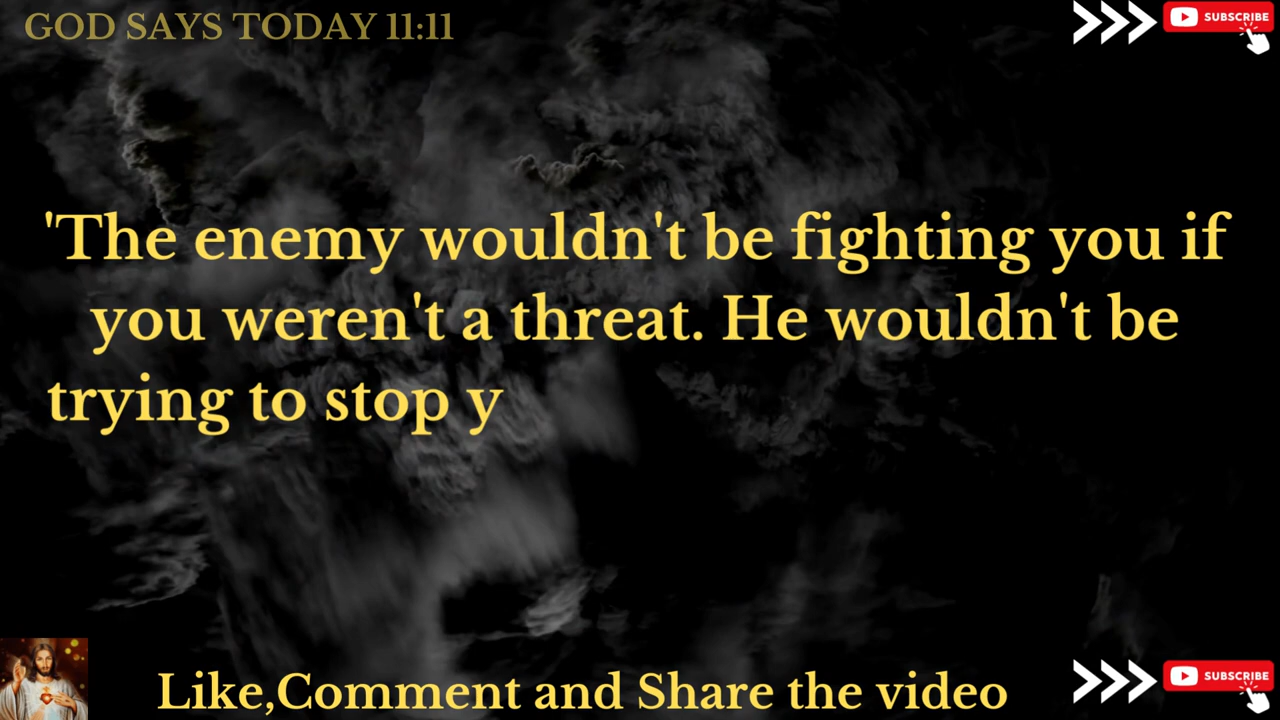 GOD SAYS TODAY 11:11
SUBSCRIBE
'The enemy wouldn't be fighting you if
you weren't a threat. He wouldn't be
trying to stop y
Like,Comment and Share the video
SUBSCRIBE